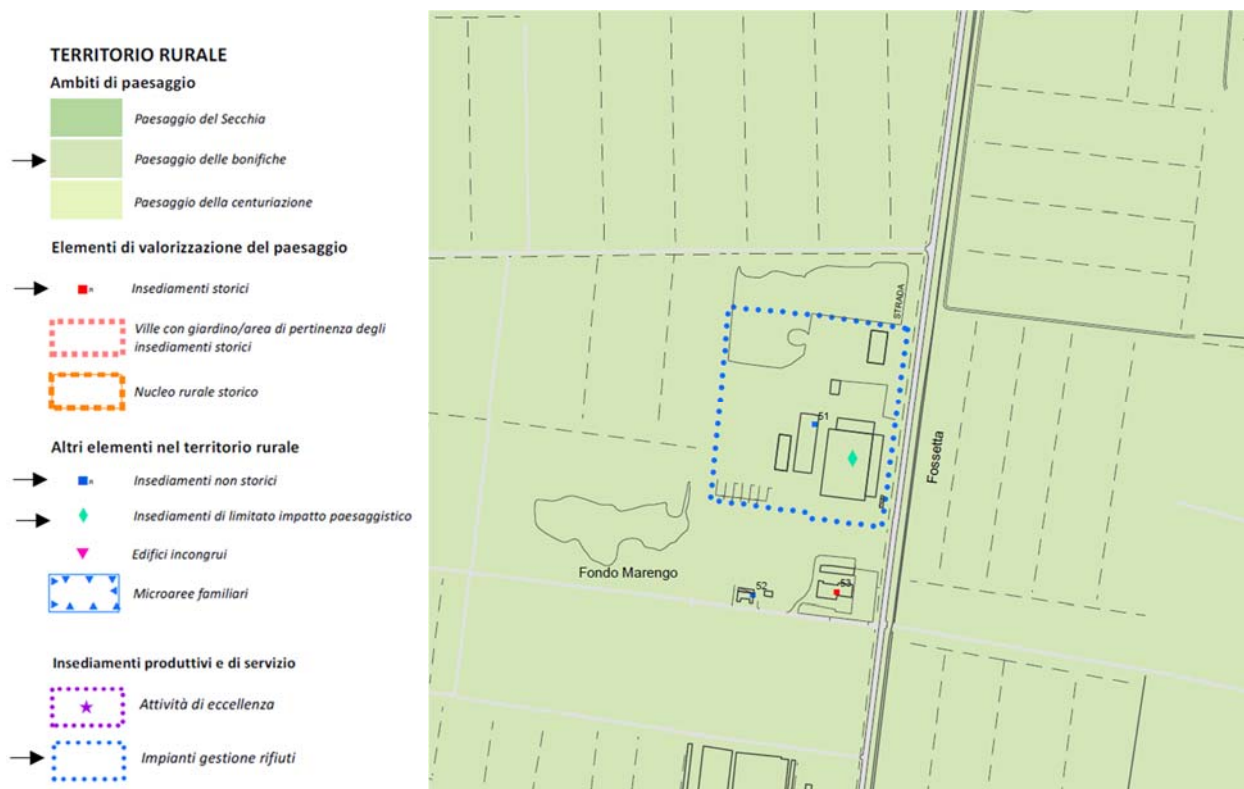 TERRITORIO RURALE
Ambiti di paesaggio
Paesaggio del Secchia
Paesaggio delle bonifiche
Paesaggio della centuriazione
Elementi di valorizzazione del paesaggio
Insediamenti storici
Ville con giardino/area di pertinenza degli
insediamenti storici
Nucleo rurale storico
Altri elementi nel territorio rurale
Insediamenti non storici
Insediamenti di limitato impatto paesaggistico
Edifici incongrui
Microaree familiari
Insediamenti produttivi e di servizio
Attività di eccellenza
Impianti gestione rifiuti
STRADA
51
Fossetta
Fondo Marengo
52
53